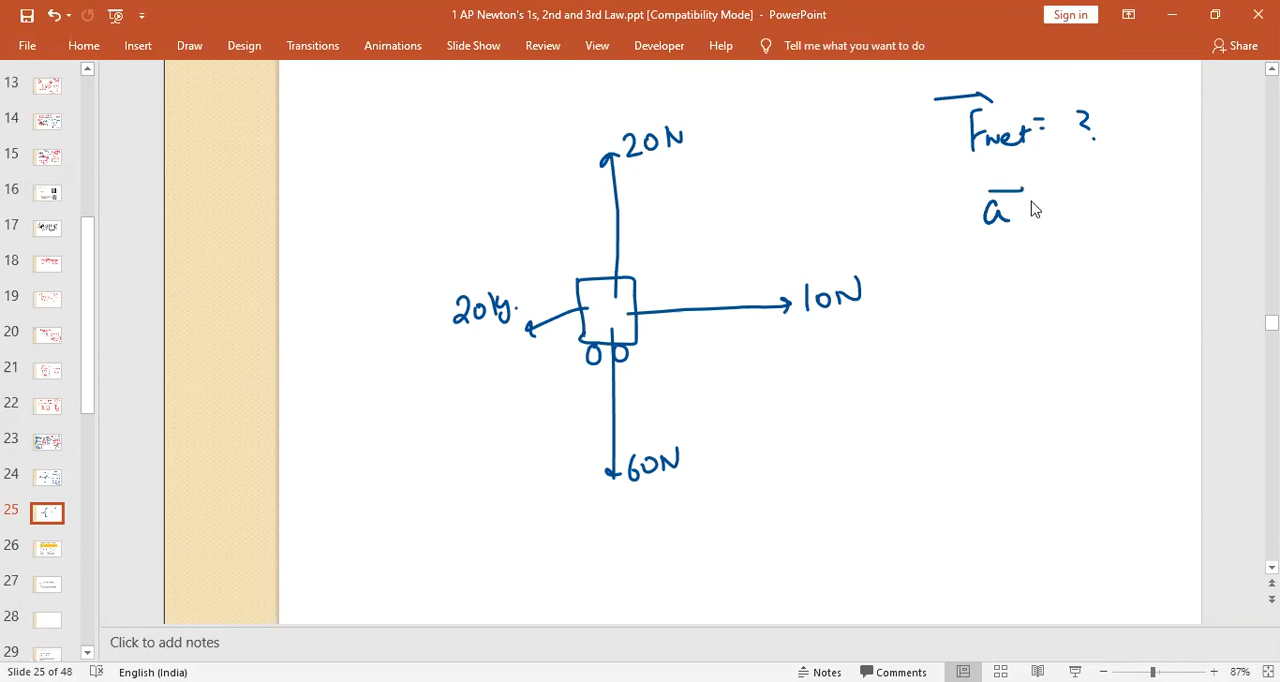 1 AP Newton's 1s, 2nd and 3rd Law.ppt [Compatibility Mode] - PowerPoint
Sign in
File Home Insert Draw Design Transitions Animations Slide Show Review View Developer Help Tell me what you want to do Share
13
14
15
16
17
18
19
20
21
22
23
24
25
26
27
28
29
Fnet = ?
a
20N
20kg.
10N
60N
Click to add notes
Slide 25 of 48 English (India) Notes Comments 87%